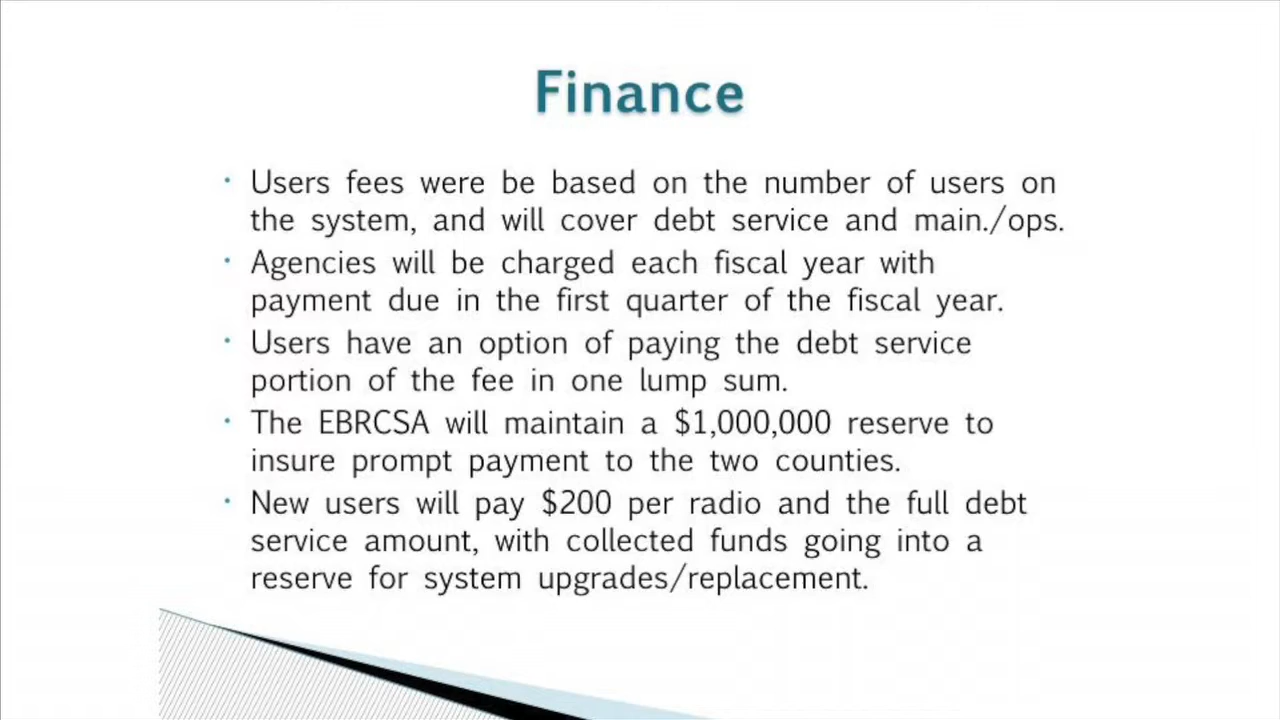 Finance
• Users fees were be based on the number of users on
the system, and will cover debt service and main./ops.
• Agencies will be charged each fiscal year with
payment due in the first quarter of the fiscal year.
• Users have an option of paying the debt service
portion of the fee in one lump sum.
• The EBRCSA will maintain a $1,000,000 reserve to
insure prompt payment to the two counties.
• New users will pay $200 per radio and the full debt
service amount, with collected funds going into a
reserve for system upgrades/replacement.